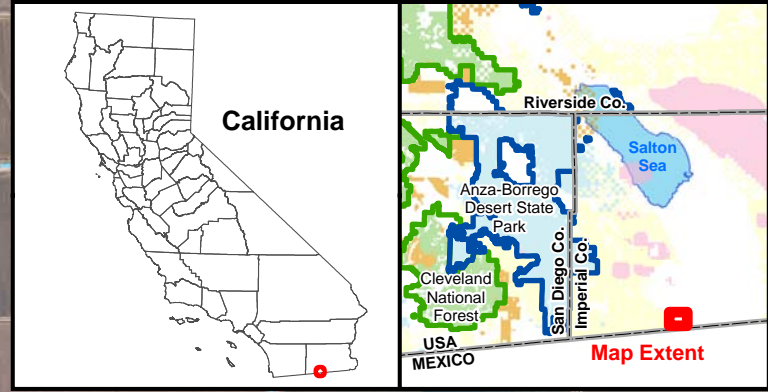 California
Riverside Co.
Salton
Sea
Anza-Borrego
Desert State
Park
San Diego Co.
Imperial Co.
Cleveland
National
Forest
USA
MEXICO
Map Extent